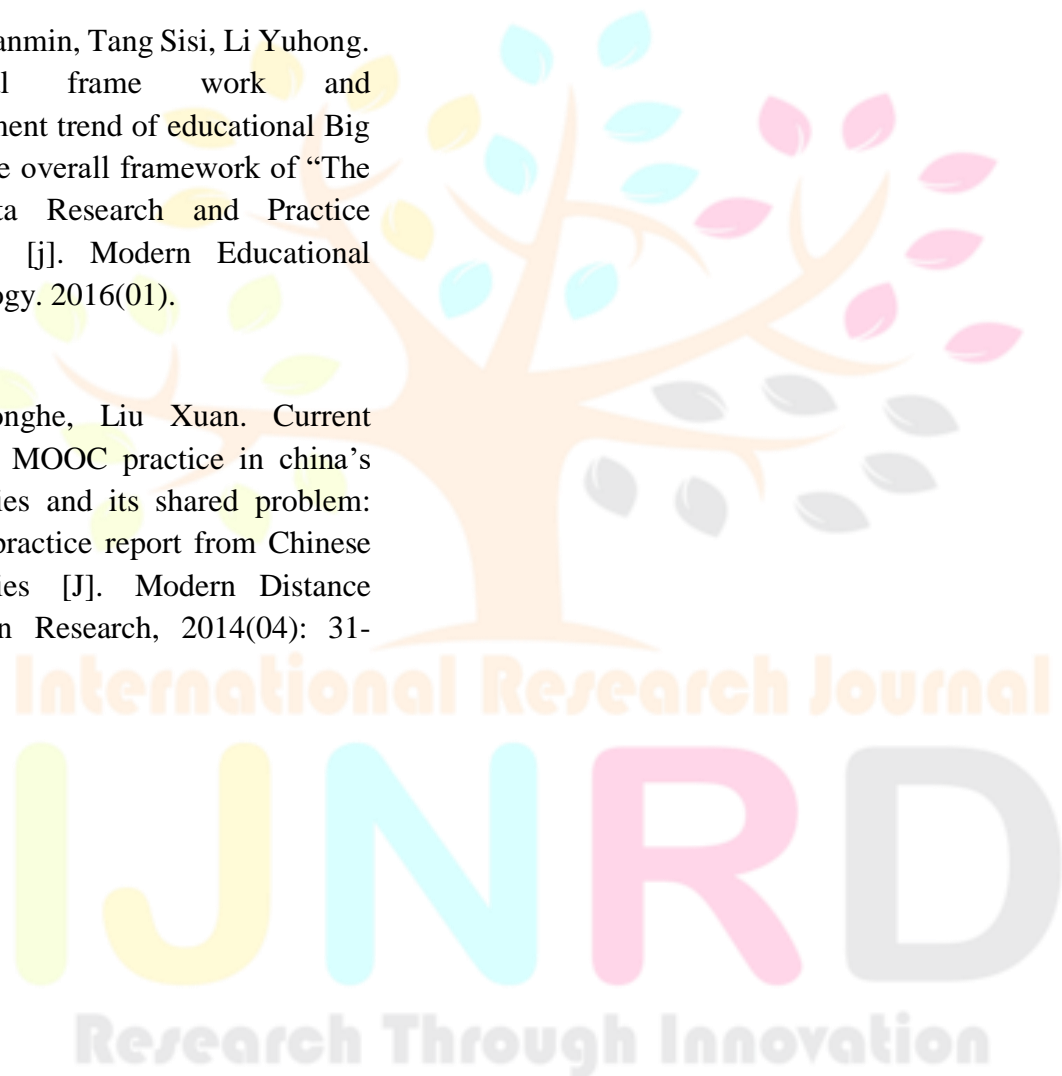 anmin, Tang Sisi, Li Yuhong.
l frame work and
ment trend of educational Big
e overall framework of “The
ta Research and Practice
[j]. Modern Educational
ogy. 2016(01).
onghe, Liu Xuan. Current
MOOC practice in china’s
ies and its shared problem:
practice report from Chinese
ies [J]. Modern Distance
n Research, 2014(04): 31-
International Research Journal
IJNRD
Research Through Innovation